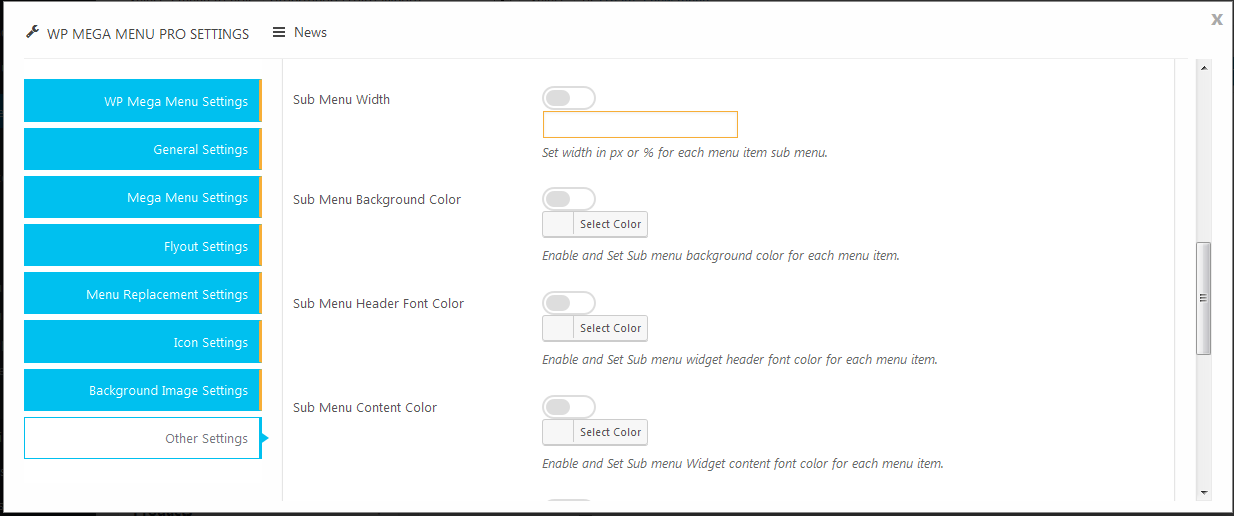 WP MEGA MENU PRO SETTINGS
News
X
WP Mega Menu Settings
General Settings
Mega Menu Settings
Flyout Settings
Menu Replacement Settings
Icon Settings
Background Image Settings
Other Settings
Sub Menu Width
Set width in px or % for each menu item sub menu.
Sub Menu Background Color
Select Color
Enable and Set Sub menu background color for each menu item.
Sub Menu Header Font Color
Select Color
Enable and Set Sub menu widget header font color for each menu item.
Sub Menu Content Color
Select Color
Enable and Set Sub menu Widget content font color for each menu item.